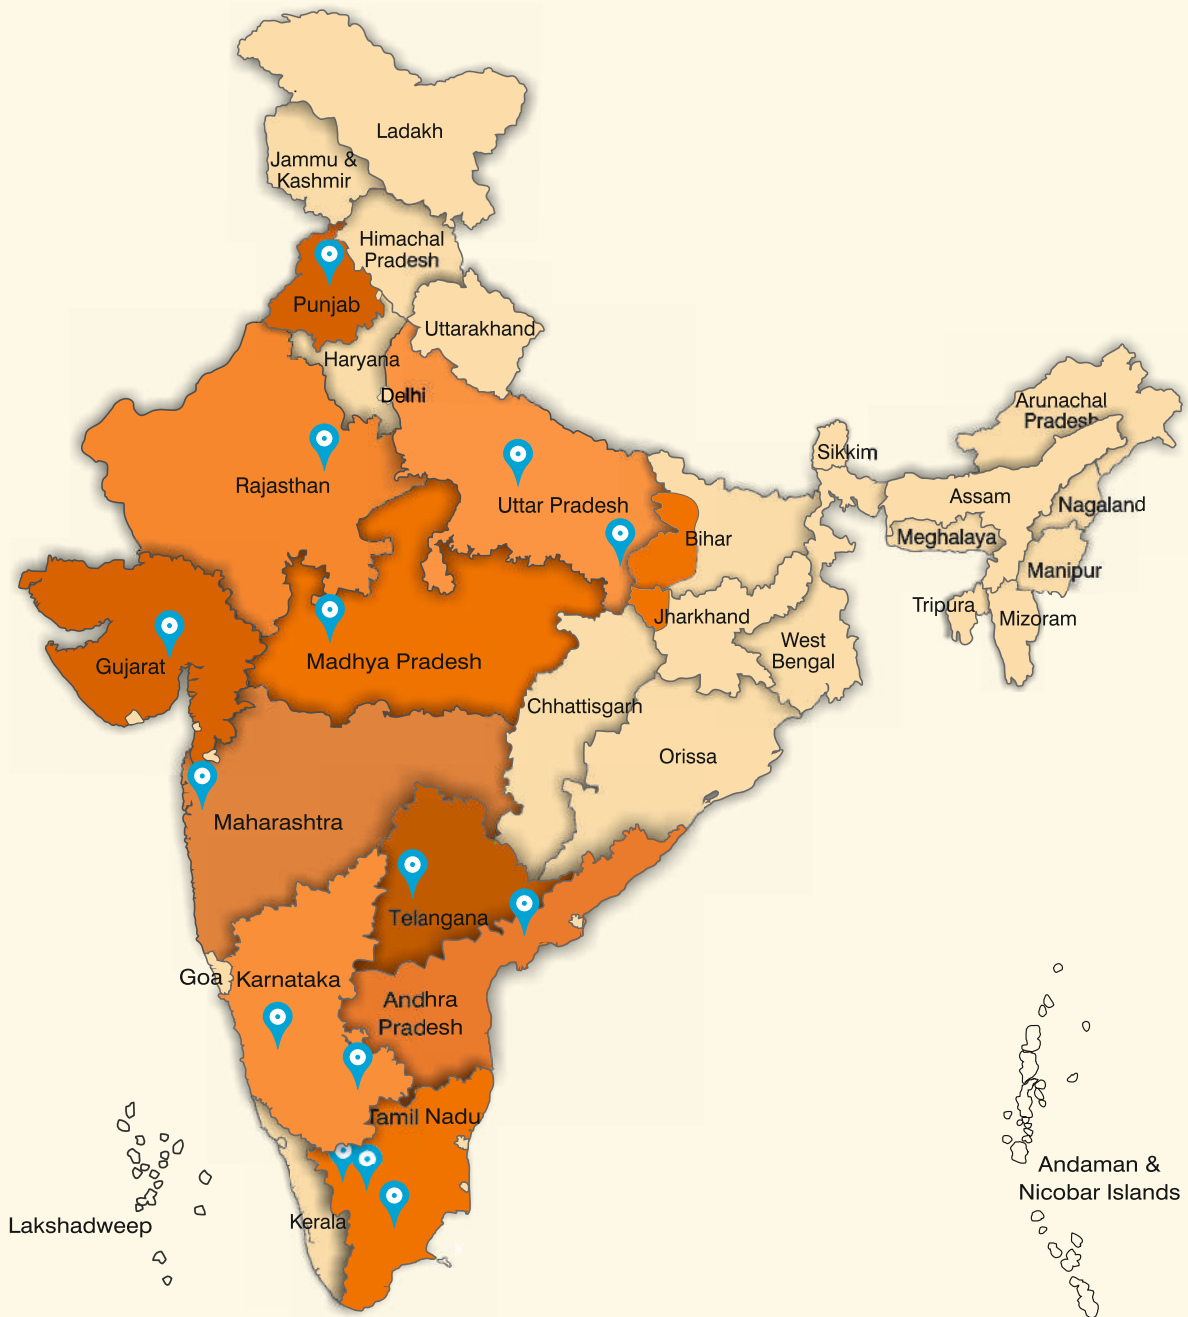 Ladakh
Jammu &
Kashmir
Himachal
Pradesh
Punjab
Uttarakhand
Haryana
Delhi
Arunachal
Pradesh
Sikkim
Rajasthan
Uttar Pradesh
Assam
Nagaland
Bihar
Meghalaya
Manipur
Tripura
Jharkhand
Mizoram
West
Bengal
Gujarat
Madhya Pradesh
Chhattisgarh
Orissa
Maharashtra
Telangana
Goa
Karnataka
Andhra
Pradesh
Tamil Nadu
Andaman &
Nicobar Islands
Kerala
Lakshadweep